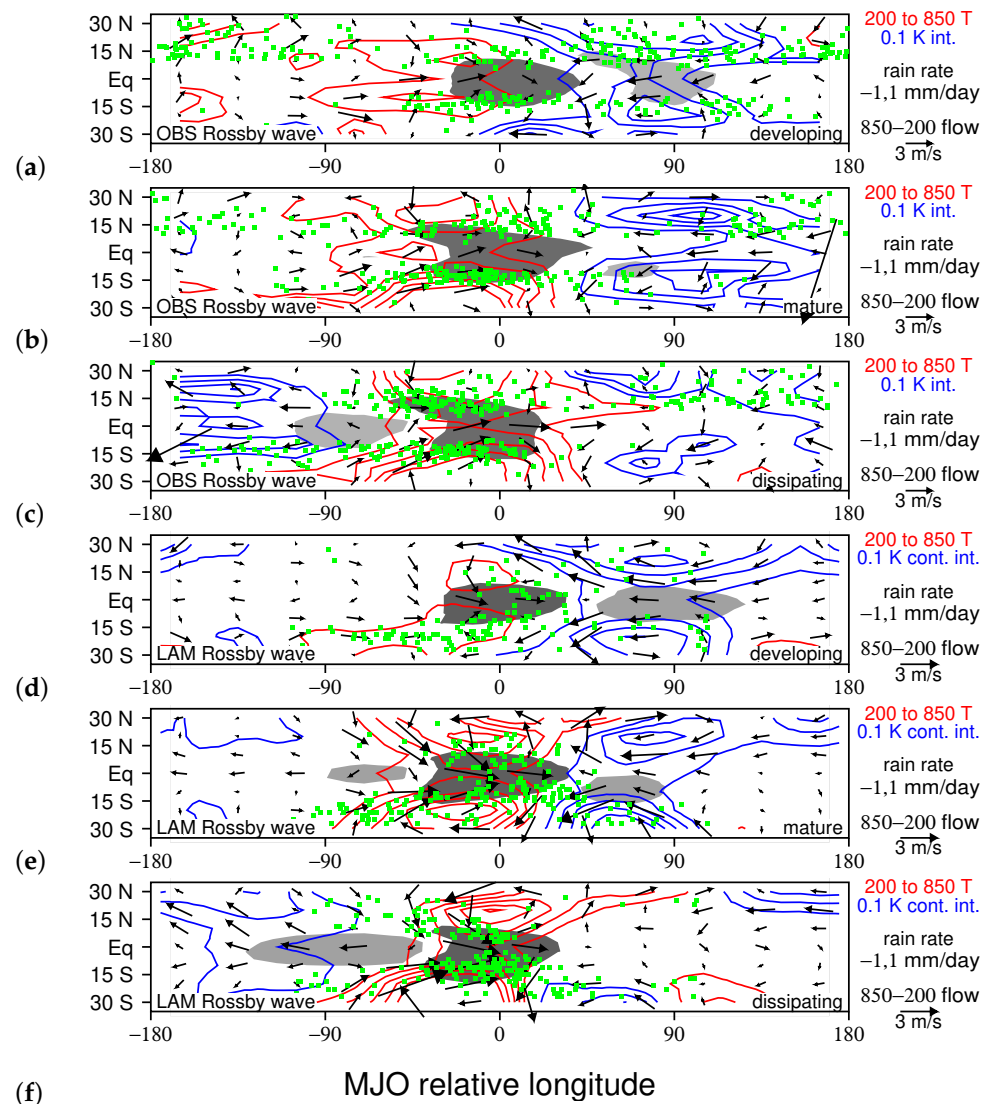 30 N
15 N
Eq
15 S
30 S
OBS Rossby wave
developing
200 to 850 T
0.1 K int.
rain rate
−1,1 mm/day
850−200 flow
3 m/s
(a)
−180
−90
0
90
180
30 N
15 N
Eq
15 S
30 S
OBS Rossby wave
mature
200 to 850 T
0.1 K int.
rain rate
−1,1 mm/day
850−200 flow
3 m/s
(b)
−180
−90
0
90
180
30 N
15 N
Eq
15 S
30 S
OBS Rossby wave
dissipating
200 to 850 T
0.1 K int.
rain rate
−1,1 mm/day
850−200 flow
3 m/s
(c)
−180
−90
0
90
180
30 N
15 N
Eq
15 S
30 S
LAM Rossby wave
developing
200 to 850 T
0.1 K cont. int.
rain rate
−1,1 mm/day
850−200 flow
3 m/s
(d)
−180
−90
0
90
180
30 N
15 N
Eq
15 S
30 S
LAM Rossby wave
mature
200 to 850 T
0.1 K cont. int.
rain rate
−1,1 mm/day
850−200 flow
3 m/s
(e)
−180
−90
0
90
180
30 N
15 N
Eq
15 S
30 S
LAM Rossby wave
dissipating
200 to 850 T
0.1 K cont. int.
rain rate
−1,1 mm/day
850−200 flow
3 m/s
−180
−90
0
90
180
(f)
MJO relative longitude